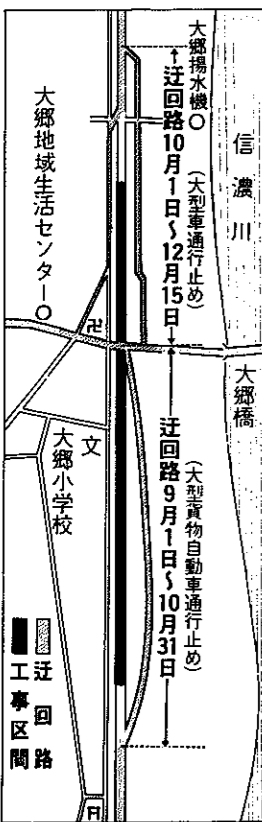 信濃川
大郷橋
大郷揚水機
(大型車通行止め)
迂回路10月1日〜12月15日
(大型貨物自動車通行止め)
迂回路9月1日〜10月31日
大郷地域生活センター
卍
文
大郷小学校
迂回路
工事区間